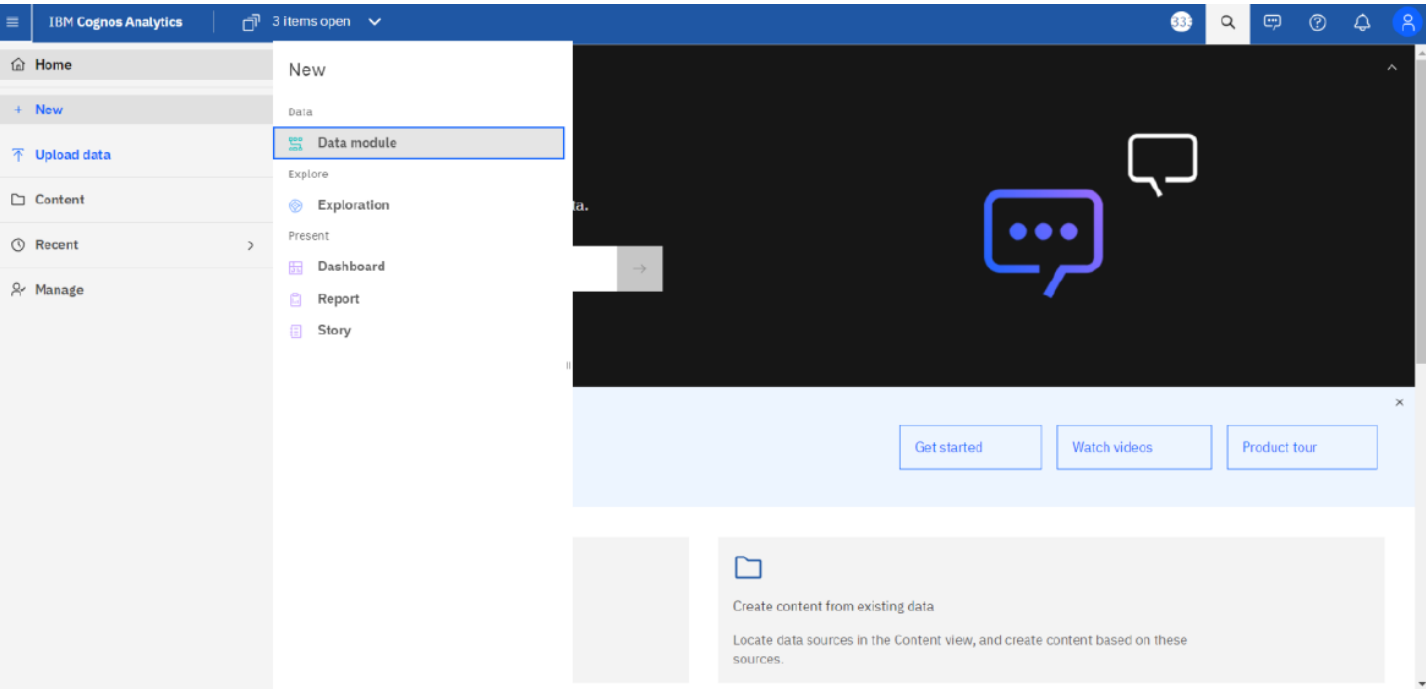 IBM Cognos Analytics
3 items open
Home
New
Upload data
Content
Recent
Manage
New
Data
Data module
Explore
Exploration
Present
Dashboard
Report
Story
ta.
Get started
Watch videos
Product tour
Create content from existing data
Locate data sources in the Content view, and create content based on these
sources.